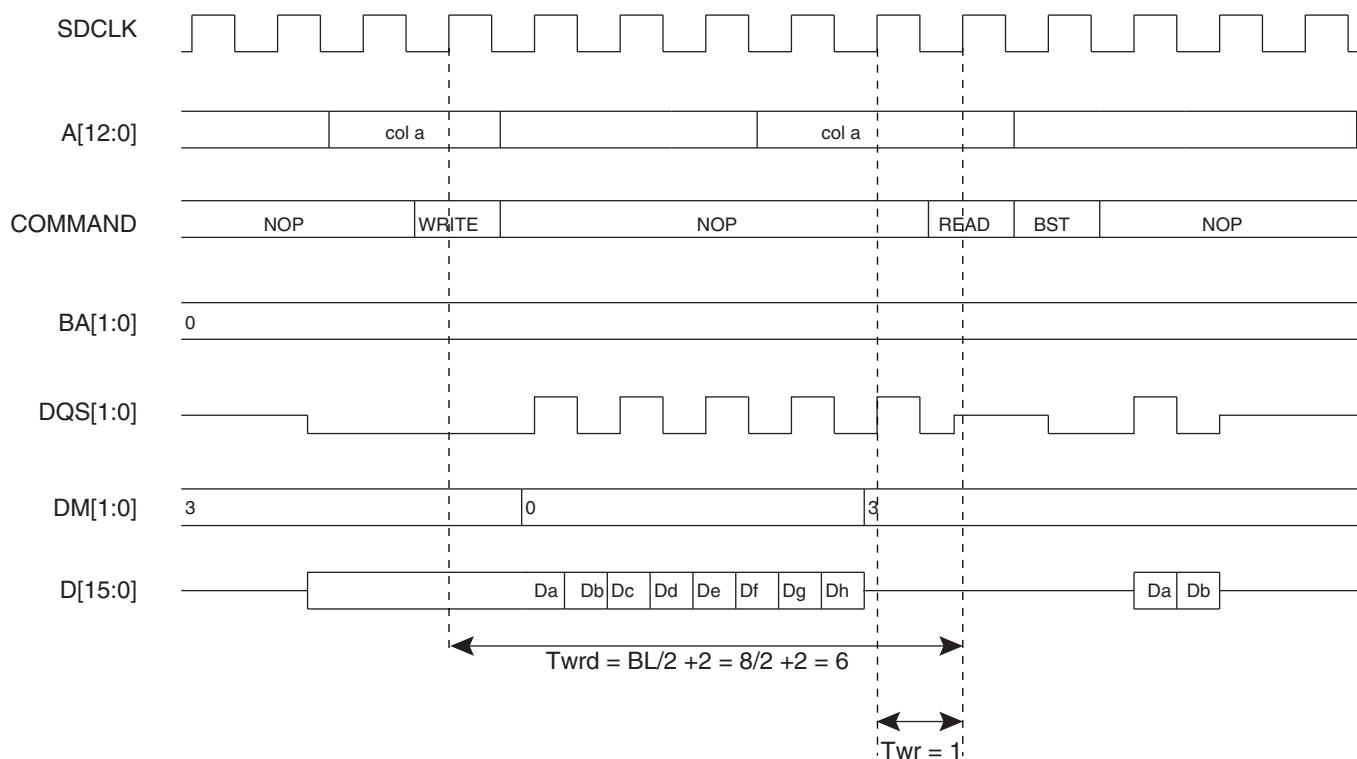 SDCLK
A[12:0] col a col a
COMMAND NOP WRITE NOP READ BST NOP
BA[1:0] 0
DQS[1:0]
DM[1:0] 3 0 3
D[15:0] Da Db Dc Dd De Df Dg Dh Da Db
Twrd = BL/2 +2 = 8/2 +2 = 6
Twr = 1